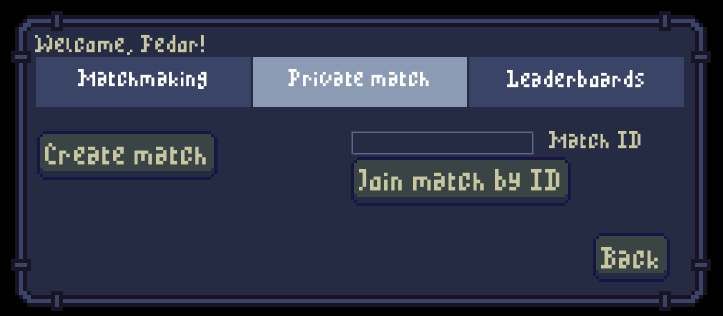 Welcome, Fedor!
Matchmaking
Private match
Leaderboards
Create match
Match ID
Join match by ID
Back